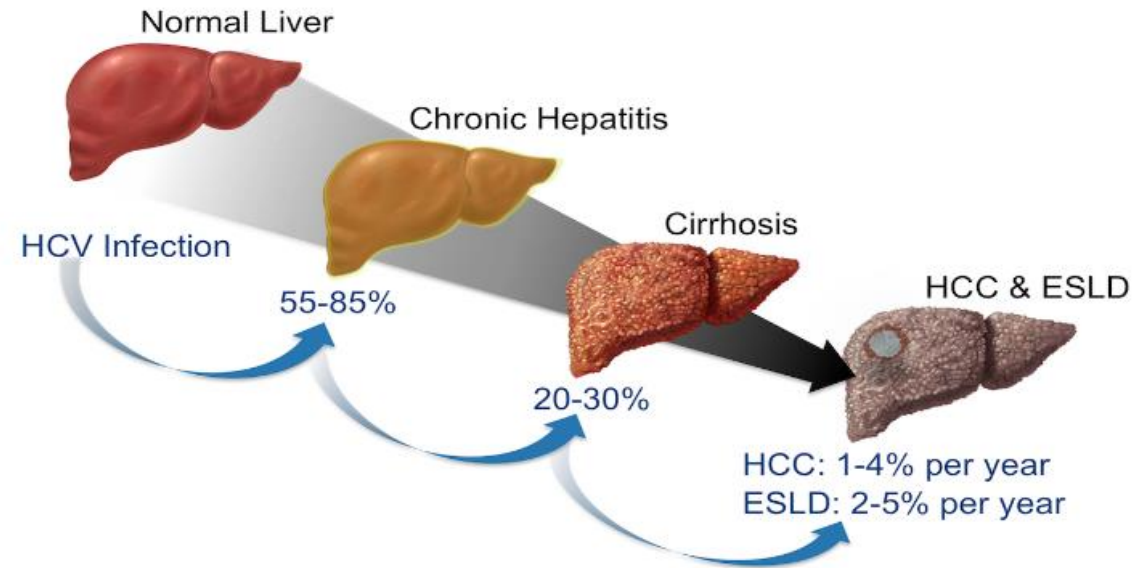 Normal Liver
Chronic Hepatitis
HCV Infection
Cirrhosis
55-85%
HCC & ESLD
20-30%
HCC: 1-4% per year
ESLD: 2-5% per year